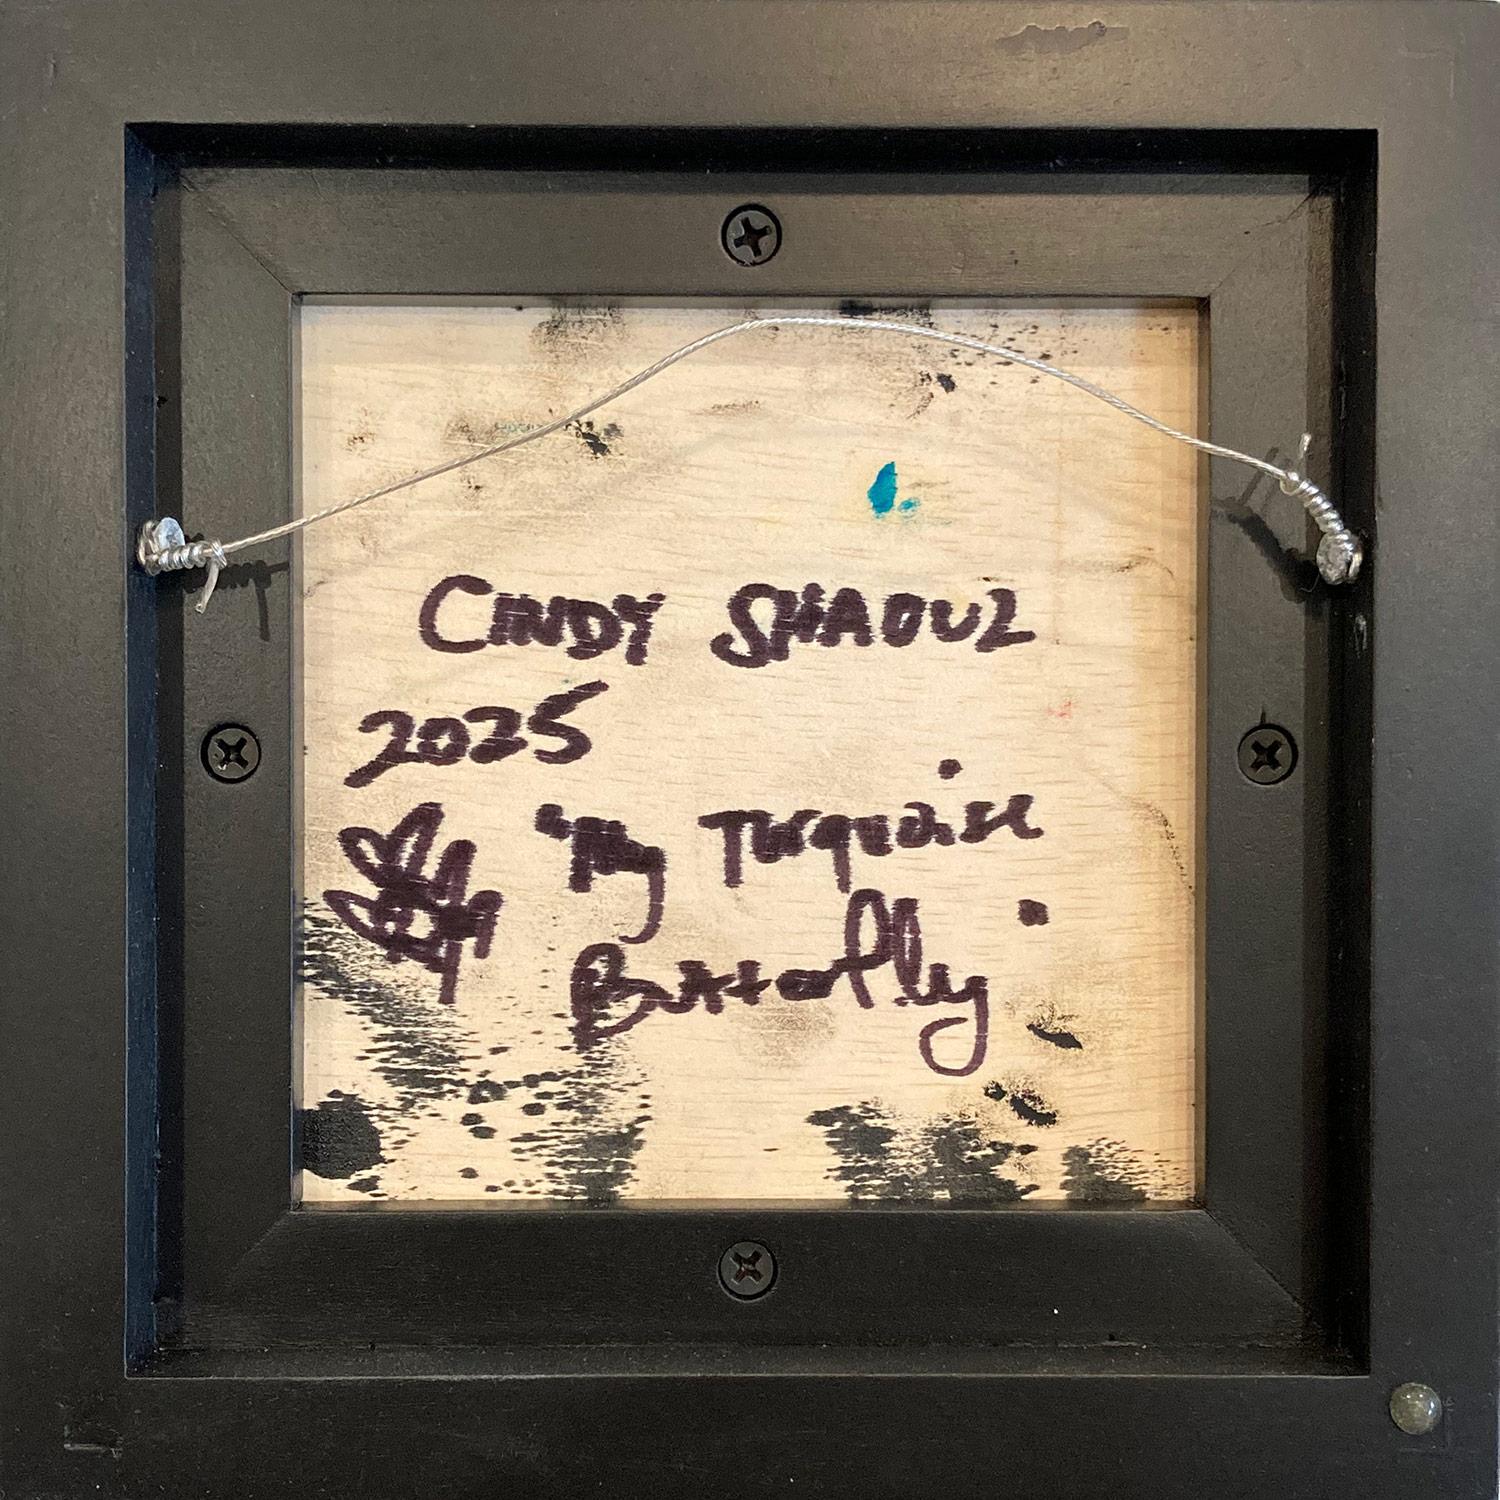 CINDY SHAOUL
2025
"My Turquoise
Butterfly"